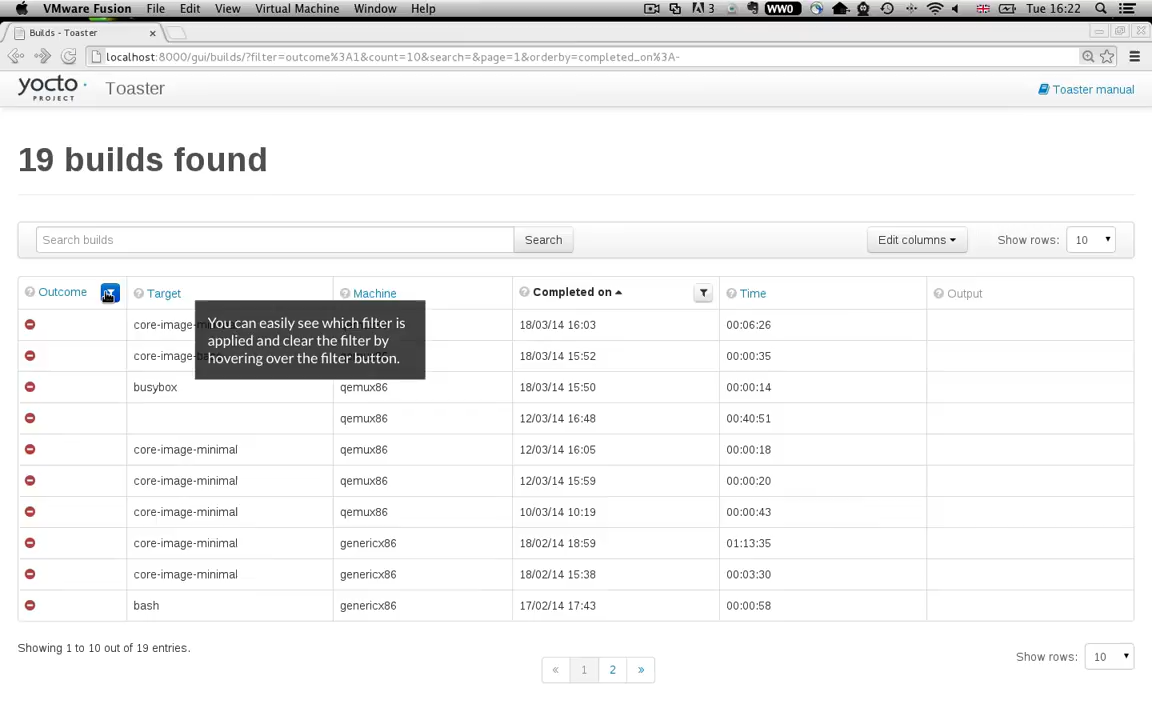 VMware Fusion File Edit View Virtual Machine Window Help 3 WW0 Tue 16:22
Builds - Toaster
localhost:8000/gui/builds/?filter=outcome%3A1&count=10&search=&page=1&orderby=completed_on%3A-
yocto PROJECT Toaster Toaster manual
19 builds found
Search builds Search Edit columns Show rows: 10
Outcome Target Machine Completed on Time Output
core-image-m 18/03/14 16:03 00:06:26
core-image- 18/03/14 15:52 00:00:35
You can easily see which filter is
applied and clear the filter by
hovering over the filter button.
busybox qemux86 18/03/14 15:50 00:00:14
qemux86 12/03/14 16:48 00:40:51
core-image-minimal qemux86 12/03/14 16:05 00:00:18
core-image-minimal qemux86 12/03/14 15:59 00:00:20
core-image-minimal qemux86 10/03/14 10:19 00:00:43
core-image-minimal genericx86 18/02/14 18:59 01:13:35
core-image-minimal genericx86 18/02/14 15:38 00:03:30
bash genericx86 17/02/14 17:43 00:00:58
Showing 1 to 10 out of 19 entries.
« 1 2 » Show rows: 10